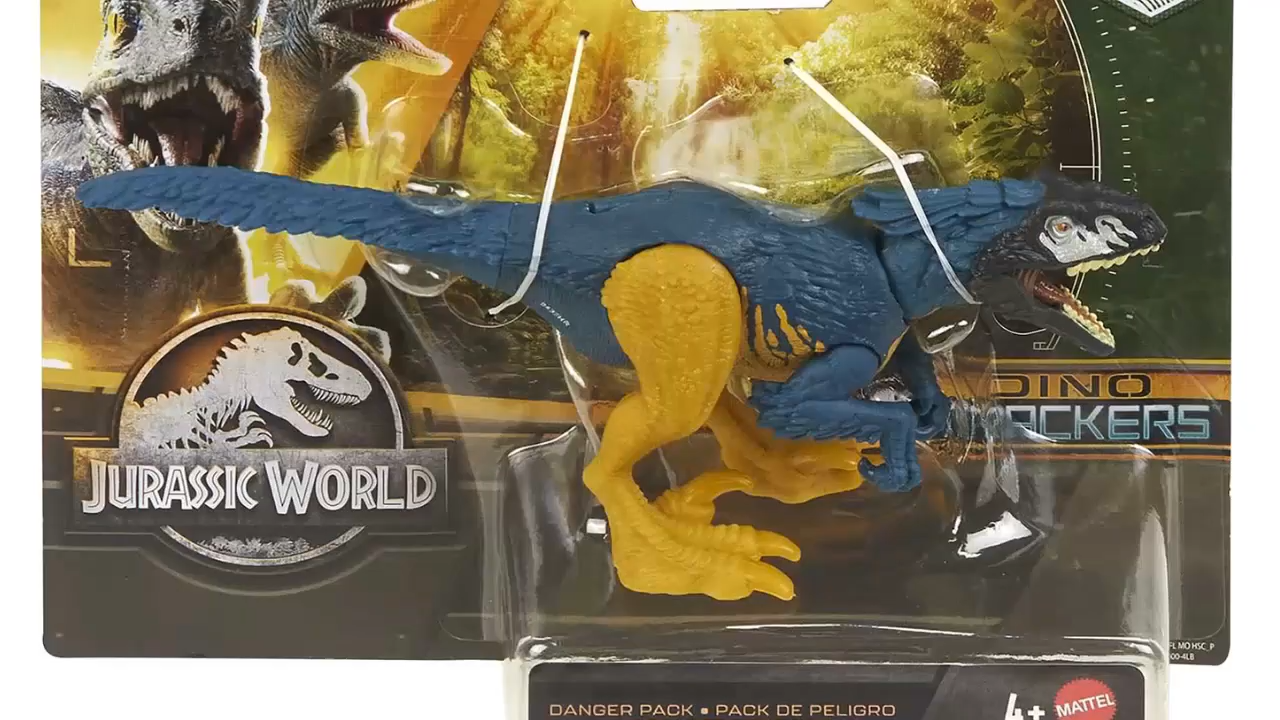 JURASSIC WORLD
DINO
ACKERS
DANGER PACK • PACK DE PELIGRO
4+
MATTEL